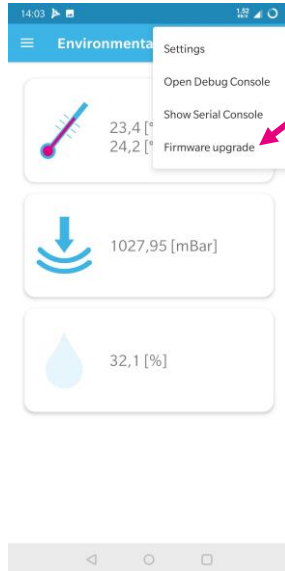 14:03
Environmenta
Settings
Open Debug Console
Show Serial Console
Firmware upgrade
23,4 [°
24,2 [°
1027,95 [mBar]
32,1 [%]